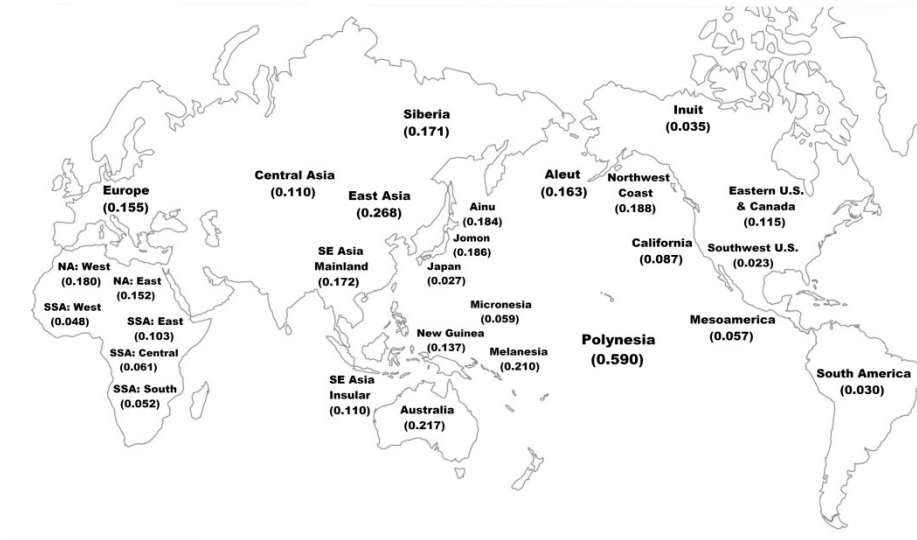 Siberia
(0.171)
Inuit
(0.035)
Central Asia
(0.110)
East Asia
(0.268)
Aleut
(0.163)
Northwest
Coast
(0.188)
Europe
(0.155)
Eastern U.S.
& Canada
(0.115)
Ainu
(0.184)
Jomon
(0.186)
Japan
(0.027)
California
(0.087)
Southwest U.S.
(0.023)
SE Asia
Mainland
(0.172)
NA: West
(0.180)
NA: East
(0.152)
SSA: West
(0.048)
SSA: East
(0.103)
SSA: Central
(0.061)
SSA: South
(0.052)
Micronesia
(0.059)
New Guinea
(0.137)
Melanesia
(0.210)
Polynesia
(0.590)
Mesoamerica
(0.057)
South America
(0.030)
SE Asia
Insular
(0.110)
Australia
(0.217)